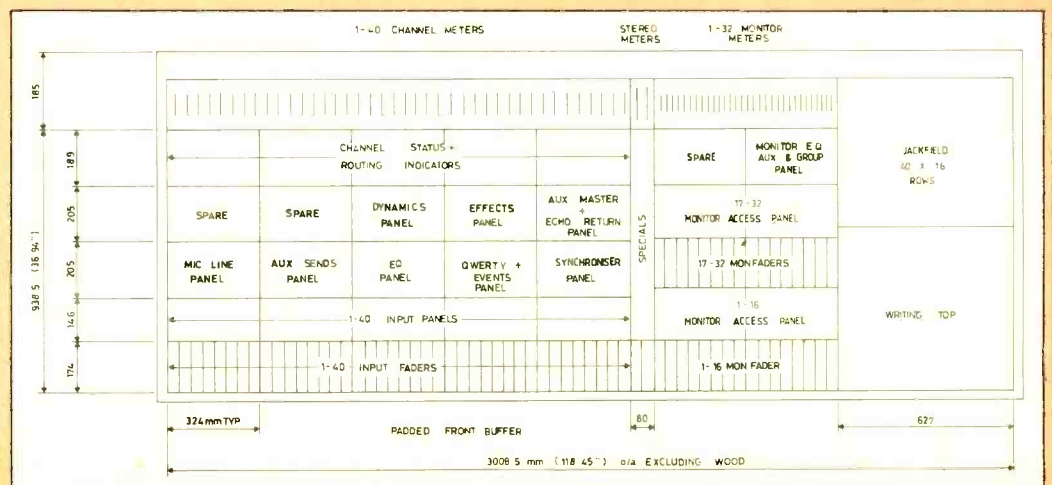 1-40 CHANNEL METERS
STEREO
METERS
1-32 MONITOR
METERS
185
189
205
205
146
174
938.5 (36 94")
CHANNEL STATUS +
ROUTING INDICATORS
SPARE
SPARE
DYNAMICS
PANEL
EFFECTS
PANEL
AUX MASTER
+
ECHO RETURN
PANEL
MIC LINE
PANEL
AUX SENDS
PANEL
EQ
PANEL
QWERTY +
EVENTS
PANEL
SYNCHRONISER
PANEL
1-40 INPUT PANELS
1-40 INPUT FADERS
SPECIALS
SPARE
MONITOR EQ
AUX & GROUP
PANEL
17-32
MONITOR ACCESS PANEL
17-32 MON FADERS
1-16
MONITOR ACCESS PANEL
1-16 MON FADER
JACKFIELD
40 X 16
ROWS
WRITING TOP
324mm TYP
PADDED FRONT BUFFER
80
627
3008 5 mm (118 45") o/a EXCLUDING WOOD